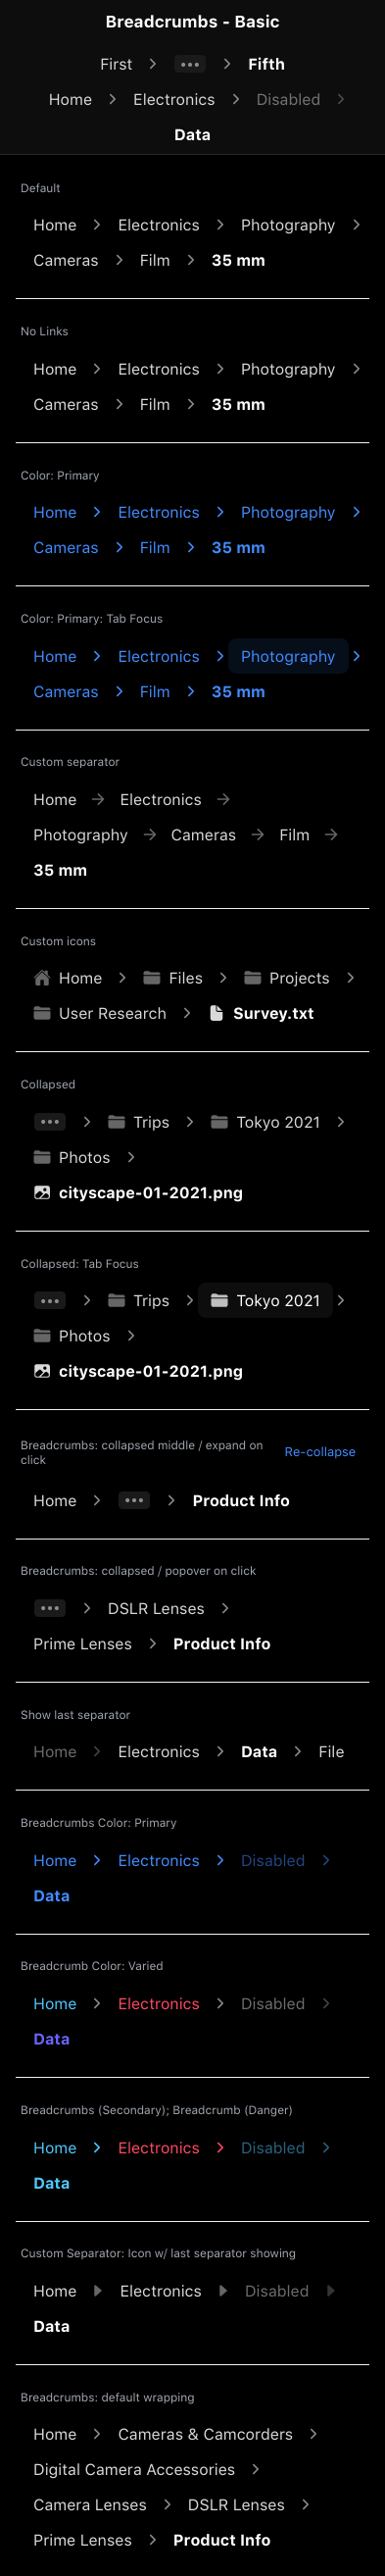 Breadcrumbs - Basic
First > ... > Fifth
Home > Electronics > Disabled >
Data
Default
Home > Electronics > Photography >
Cameras > Film > 35 mm
No Links
Home > Electronics > Photography >
Cameras > Film > 35 mm
Color: Primary
Home > Electronics > Photography >
Cameras > Film > 35 mm
Color: Primary: Tab Focus
Home > Electronics > Photography >
Cameras > Film > 35 mm
Custom separator
Home → Electronics →
Photography → Cameras → Film →
35 mm
Custom icons
Home > Files > Projects >
User Research > Survey.txt
Collapsed
... > Trips > Tokyo 2021 >
Photos >
cityscape-01-2021.png
Collapsed: Tab Focus
... > Trips > Tokyo 2021 >
Photos >
cityscape-01-2021.png
Breadcrumbs: collapsed middle / expand on
click
Re-collapse
Home > ... > Product Info
Breadcrumbs: collapsed / popover on click
... > DSLR Lenses >
Prime Lenses > Product Info
Show last separator
Home > Electronics > Data > File
Breadcrumbs Color: Primary
Home > Electronics > Disabled >
Data
Breadcrumb Color: Varied
Home > Electronics > Disabled >
Data
Breadcrumbs (Secondary); Breadcrumb (Danger)
Home > Electronics > Disabled >
Data
Custom Separator: Icon w/ last separator showing
Home ▶ Electronics ▶ Disabled ▶
Data
Breadcrumbs: default wrapping
Home > Cameras & Camcorders >
Digital Camera Accessories >
Camera Lenses > DSLR Lenses >
Prime Lenses > Product Info